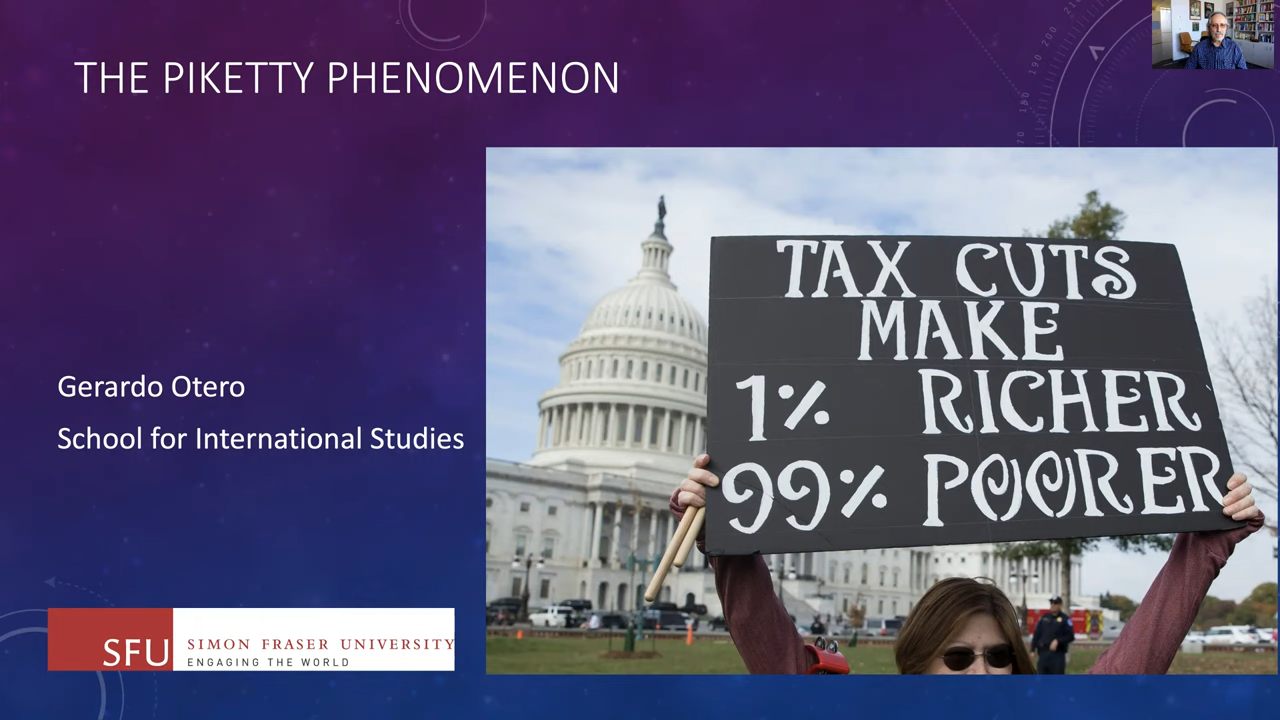 THE PIKETTY PHENOMENON
TAX CUTS
MAKE
1% RICHER
99% POORER
Gerardo Otero
School for International Studies
SFU
SIMON FRASER UNIVERSITY
ENGAGING THE WORLD